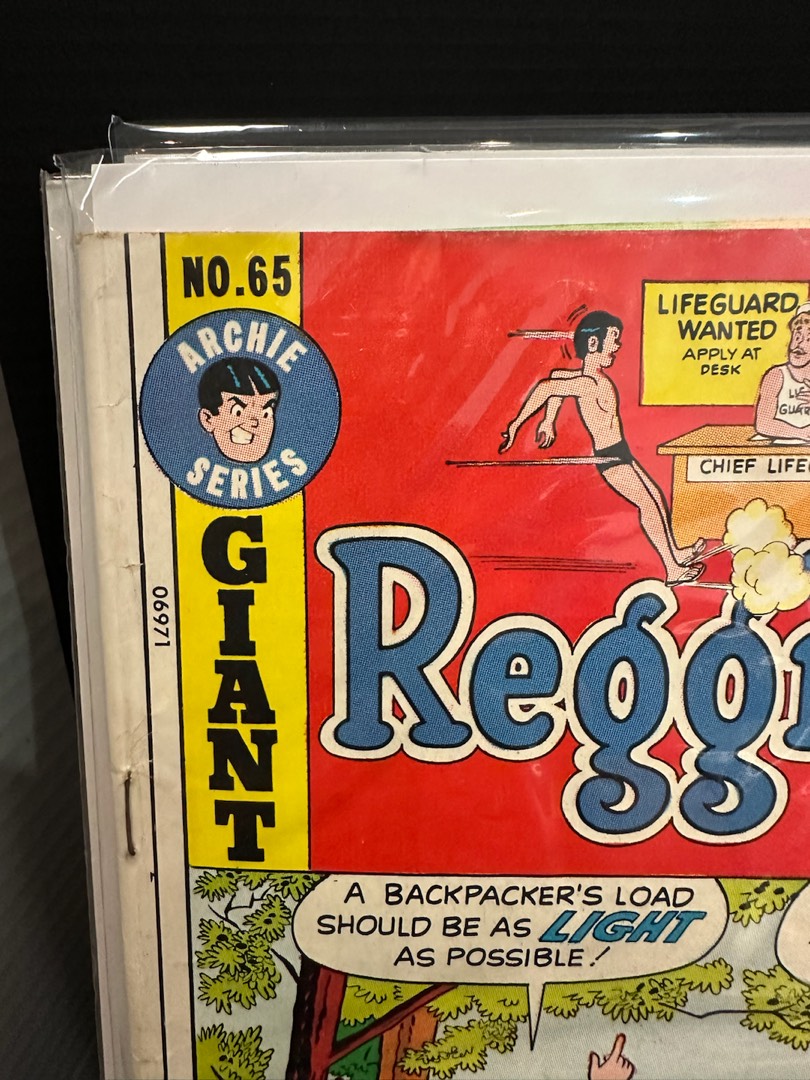 NO.65
ARCHIE
SERIES
GIANT
06971
LIFEGUARD
WANTED
APPLY AT
DESK
CHIEF
Regg
A BACKPACKER'S LOAD
SHOULD BE AS LIGHT
AS POSSIBLE!